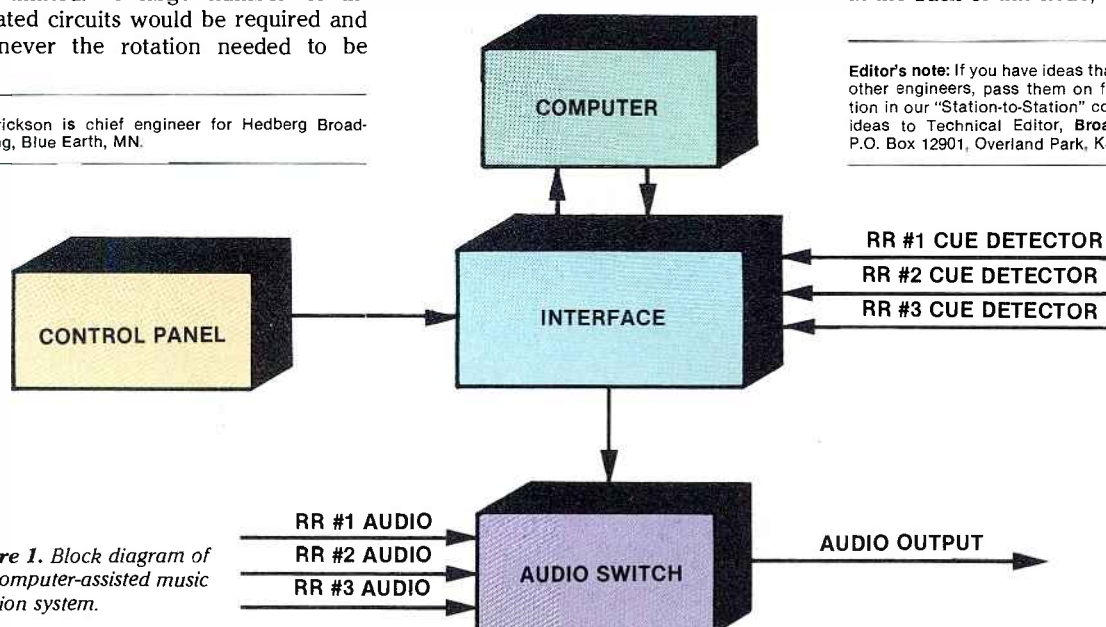 ated circuits would be required and
never the rotation needed to be
rickson is chief engineer for Hedberg Broad-
ng, Blue Earth, MN.
Editor's note: If you have ideas tha
other engineers, pass them on f
tion in our "Station-to-Station" co
ideas to Technical Editor, Broa
P.O. Box 12901, Overland Park, K
COMPUTER
CONTROL PANEL
INTERFACE
RR #1 CUE DETECTOR
RR #2 CUE DETECTOR
RR #3 CUE DETECTOR
RR #1 AUDIO
RR #2 AUDIO
RR #3 AUDIO
AUDIO SWITCH
AUDIO OUTPUT
re 1. Block diagram of
omputer-assisted music
ion system.